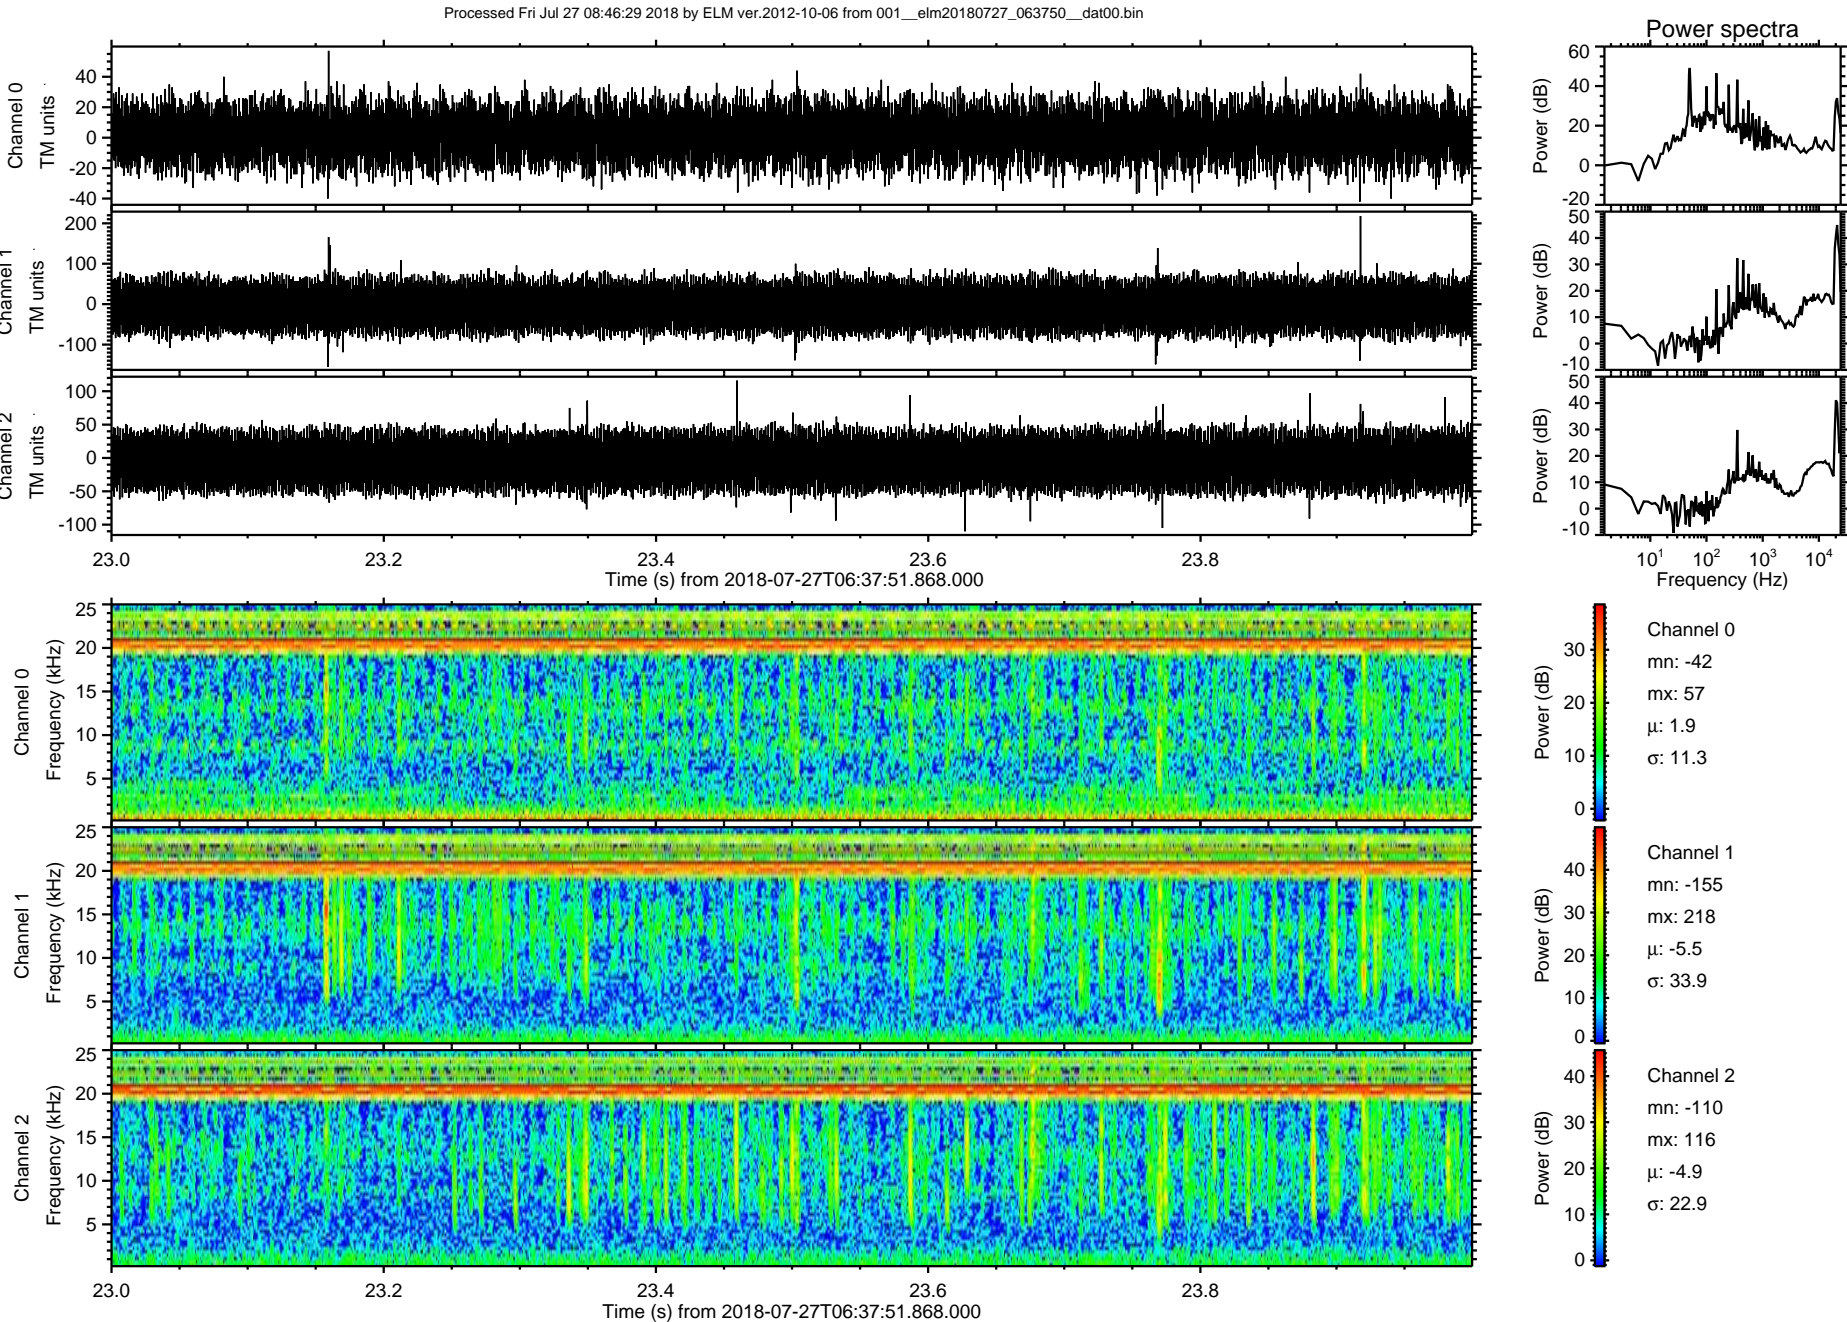 Processed Fri Jul 27 08:46:29 2018 by ELM ver.2012-10-06 from 001__elm20180727_063750__dat00.bin
Power spectra
Channel 0
TM units
40
20
0
-20
-40
Power (dB)
60
40
20
0
-20
Channel 1
TM units
200
100
0
-100
Power (dB)
50
40
30
20
10
0
-10
Channel 2
TM units
100
50
0
-50
-100
Power (dB)
50
40
30
20
10
0
-10
23.0 23.2 23.4 23.6 23.8
Time (s) from 2018-07-27T06:37:51.868.000
10^1 10^2 10^3 10^4
Frequency (Hz)
Channel 0
Frequency (kHz)
25
20
15
10
5
Power (dB)
30
20
10
0
Channel 0
mn: -42
mx: 57
μ: 1.9
σ: 11.3
Channel 1
Frequency (kHz)
25
20
15
10
5
Power (dB)
40
30
20
10
0
Channel 1
mn: -155
mx: 218
μ: -5.5
σ: 33.9
Channel 2
Frequency (kHz)
25
20
15
10
5
Power (dB)
40
30
20
10
0
Channel 2
mn: -110
mx: 116
μ: -4.9
σ: 22.9
23.0 23.2 23.4 23.6 23.8
Time (s) from 2018-07-27T06:37:51.868.000